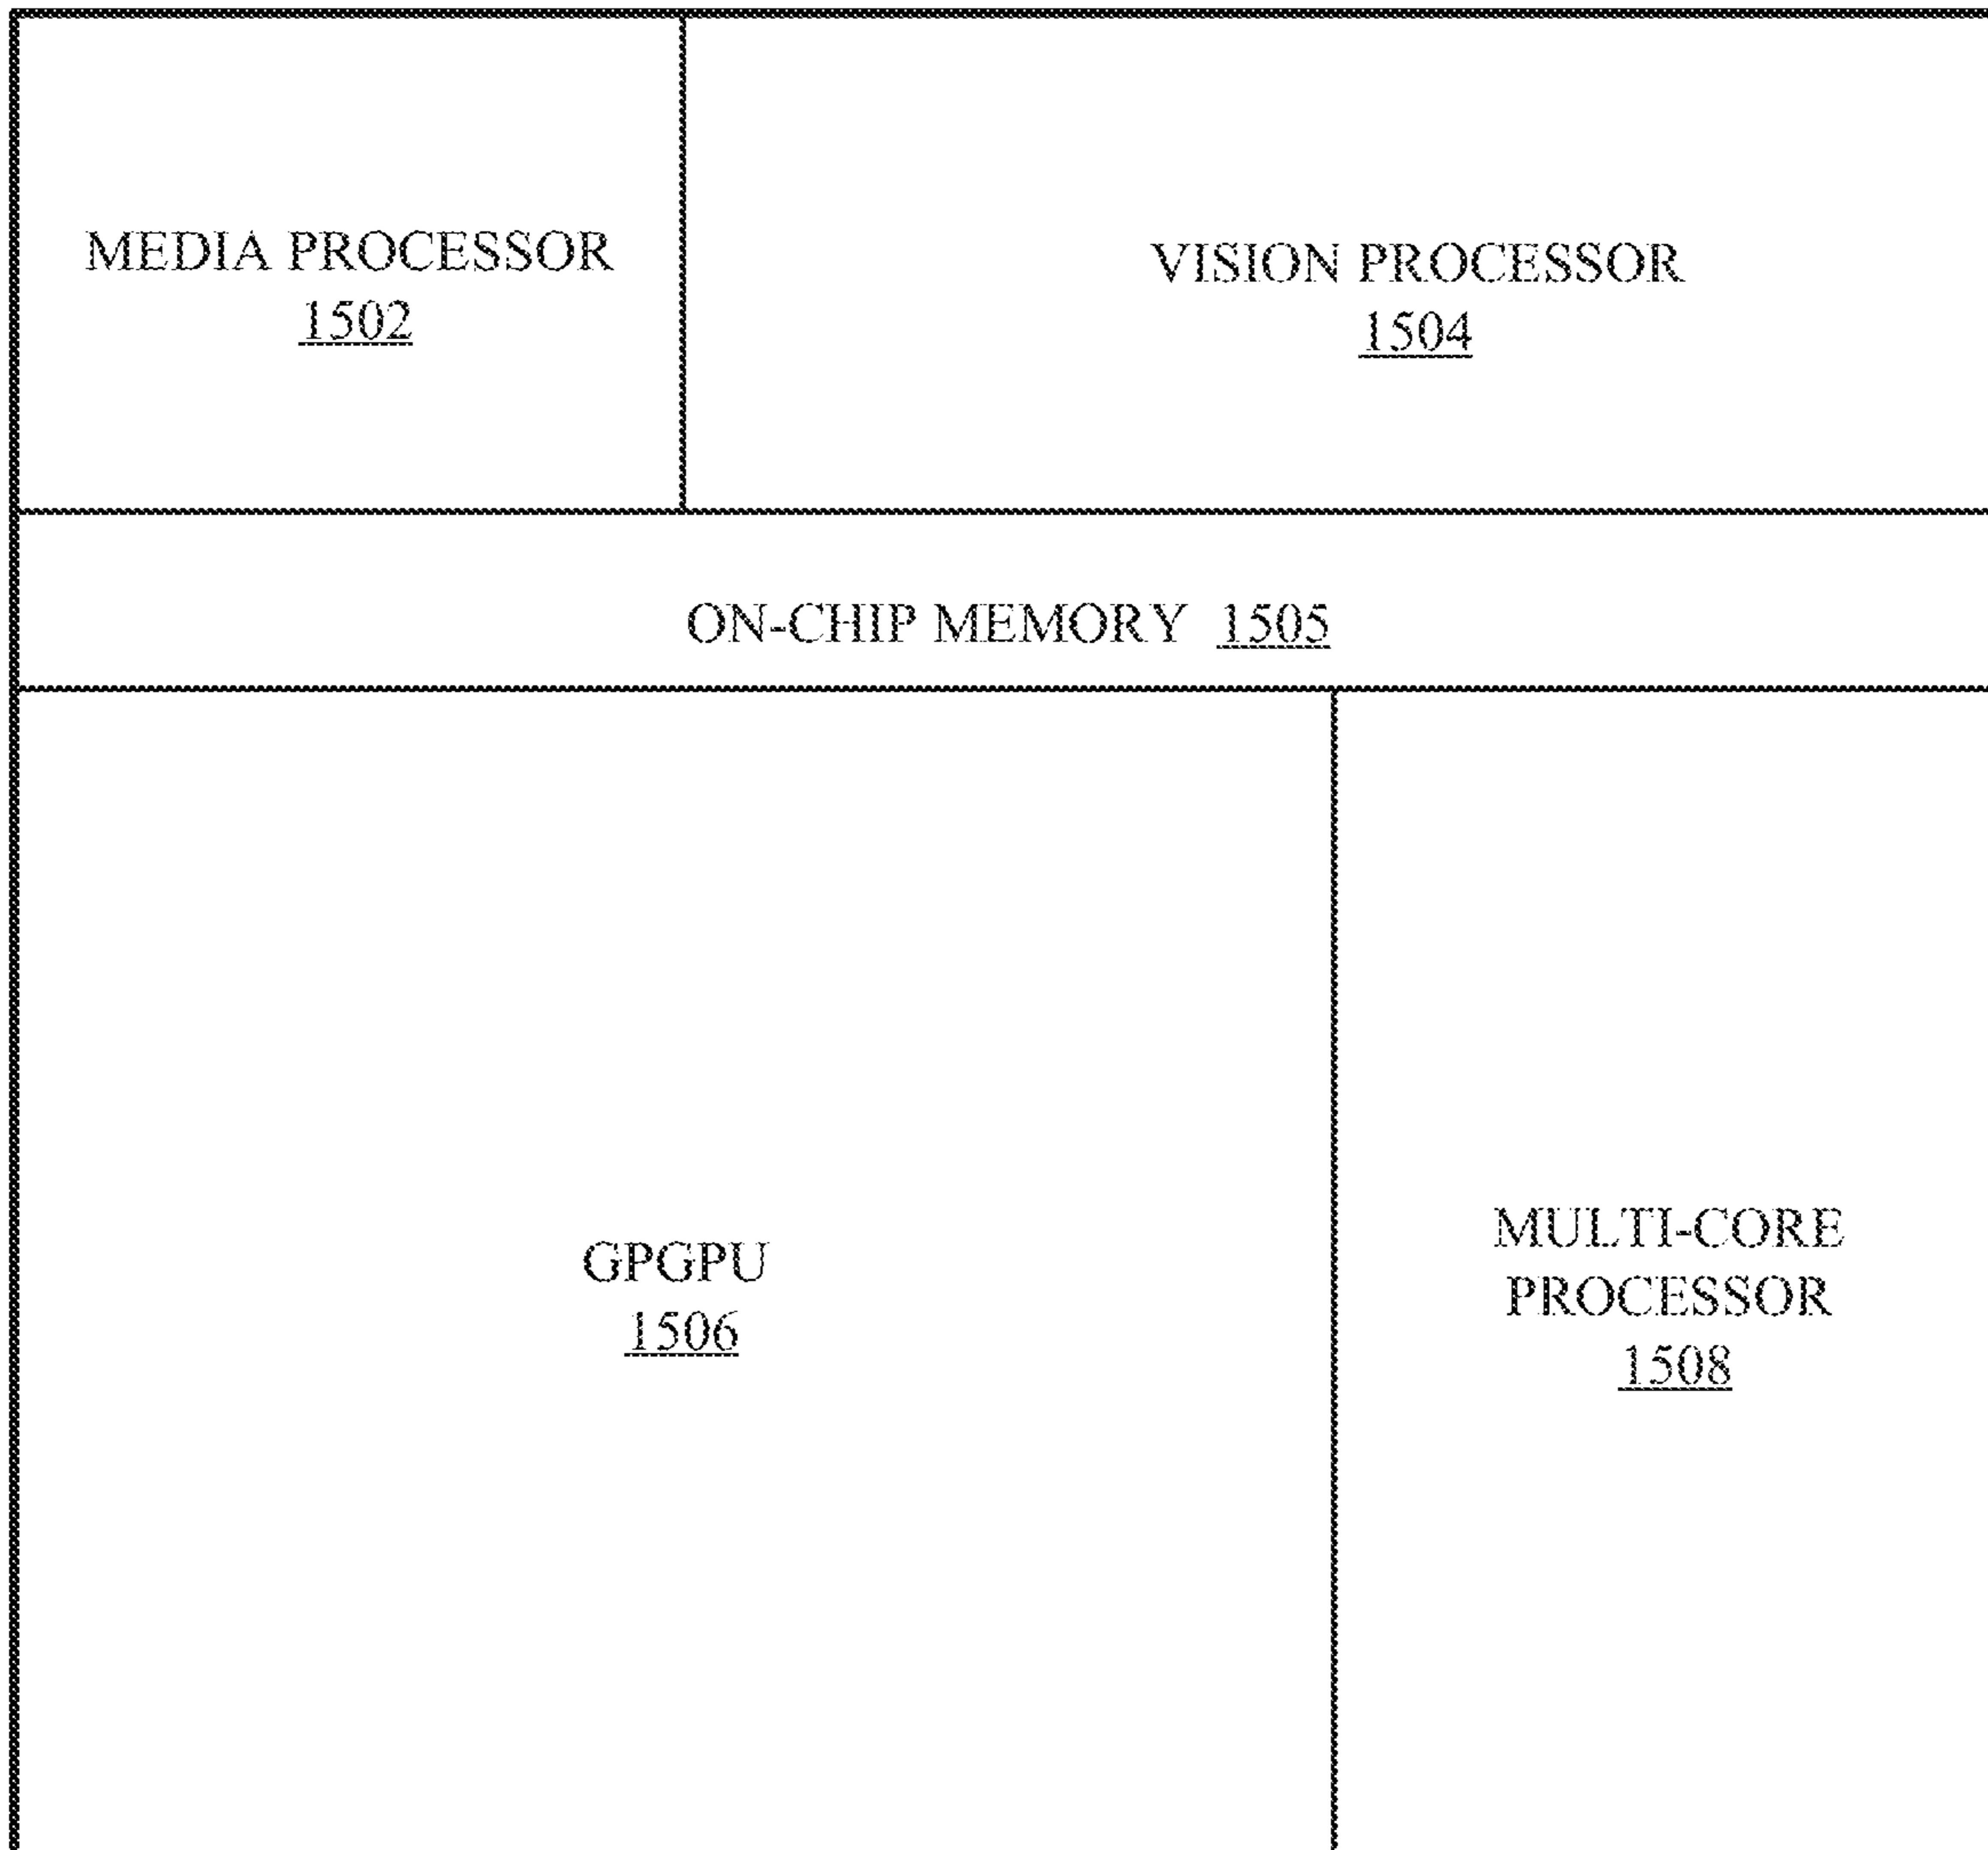 MEDIA PROCESSOR
1502
VISION PROCESSOR
1504
ON-CHIP MEMORY 1505
GPGPU
1506
MULTI-CORE
PROCESSOR
1508